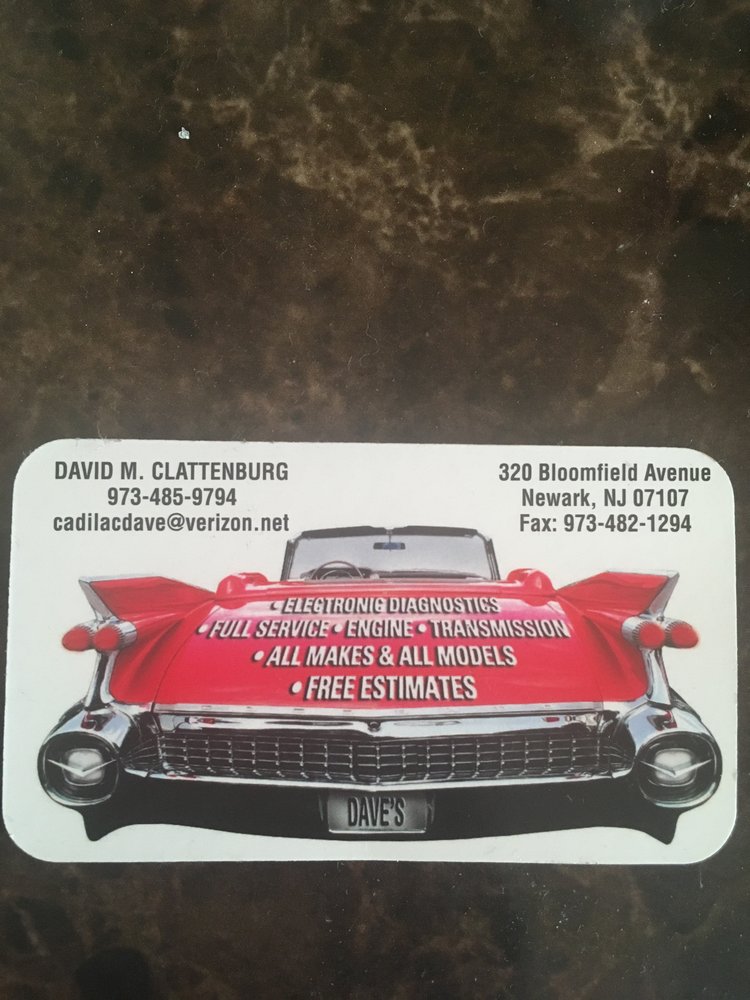 DAVID M. CLATTENBURG
973-485-9794
cadilacdave@verizon.net
320 Bloomfield Avenue
Newark, NJ 07107
Fax: 973-482-1294
• ELECTRONIC DIAGNOSTICS
• FULL SERVICE • ENGINE • TRANSMISSION
• ALL MAKES & ALL MODELS
• FREE ESTIMATES
DAVE'S